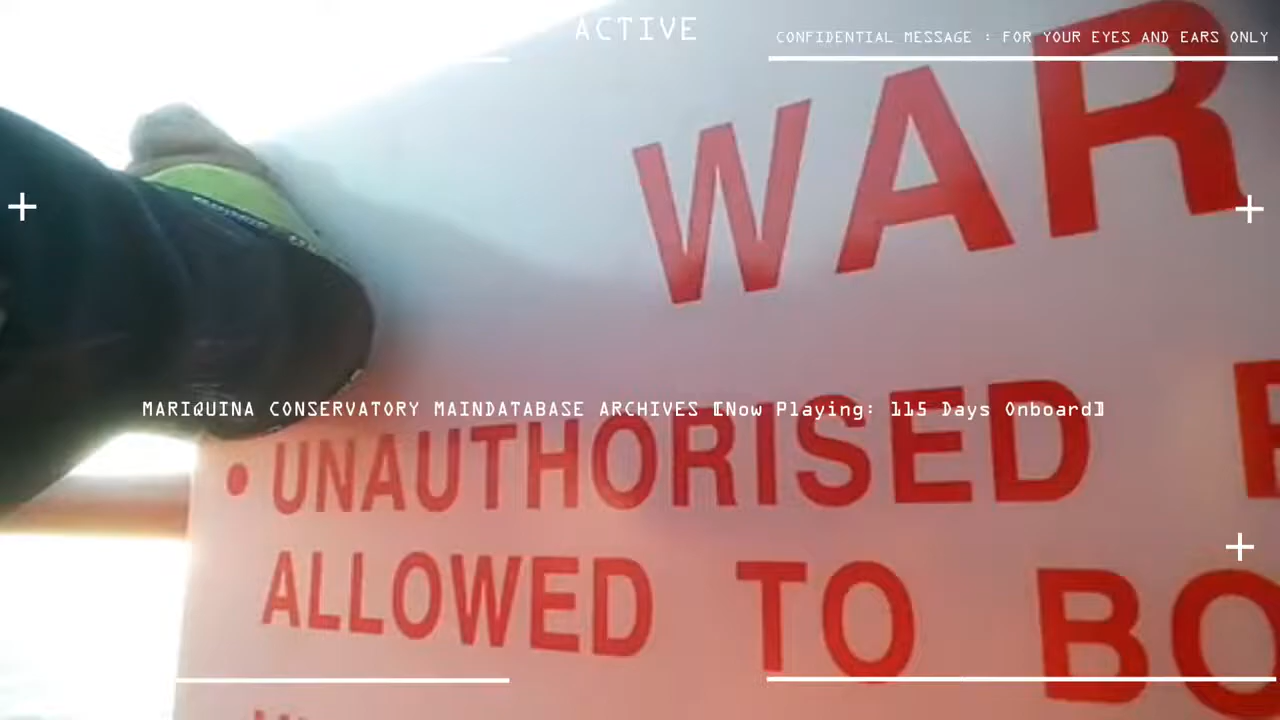 ACTIVE
CONFIDENTIAL MESSAGE : FOR YOUR EYES AND EARS ONLY
WAR
MARIQUINA CONSERVATORY MAINDATABASE ARCHIVES [Now Playing: 115 Days Onboard]
• UNAUTHORISED
ALLOWED TO BO